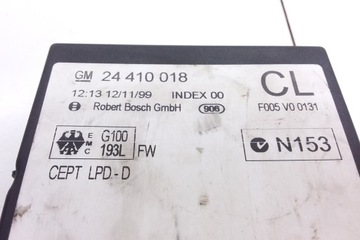 GM 24 410 018 CL
12:13 12/11/99 INDEX 00
Robert Bosch GmbH 906 F005 V0 0131
EMC G100 193L FW
N153
CEPT LPD-D